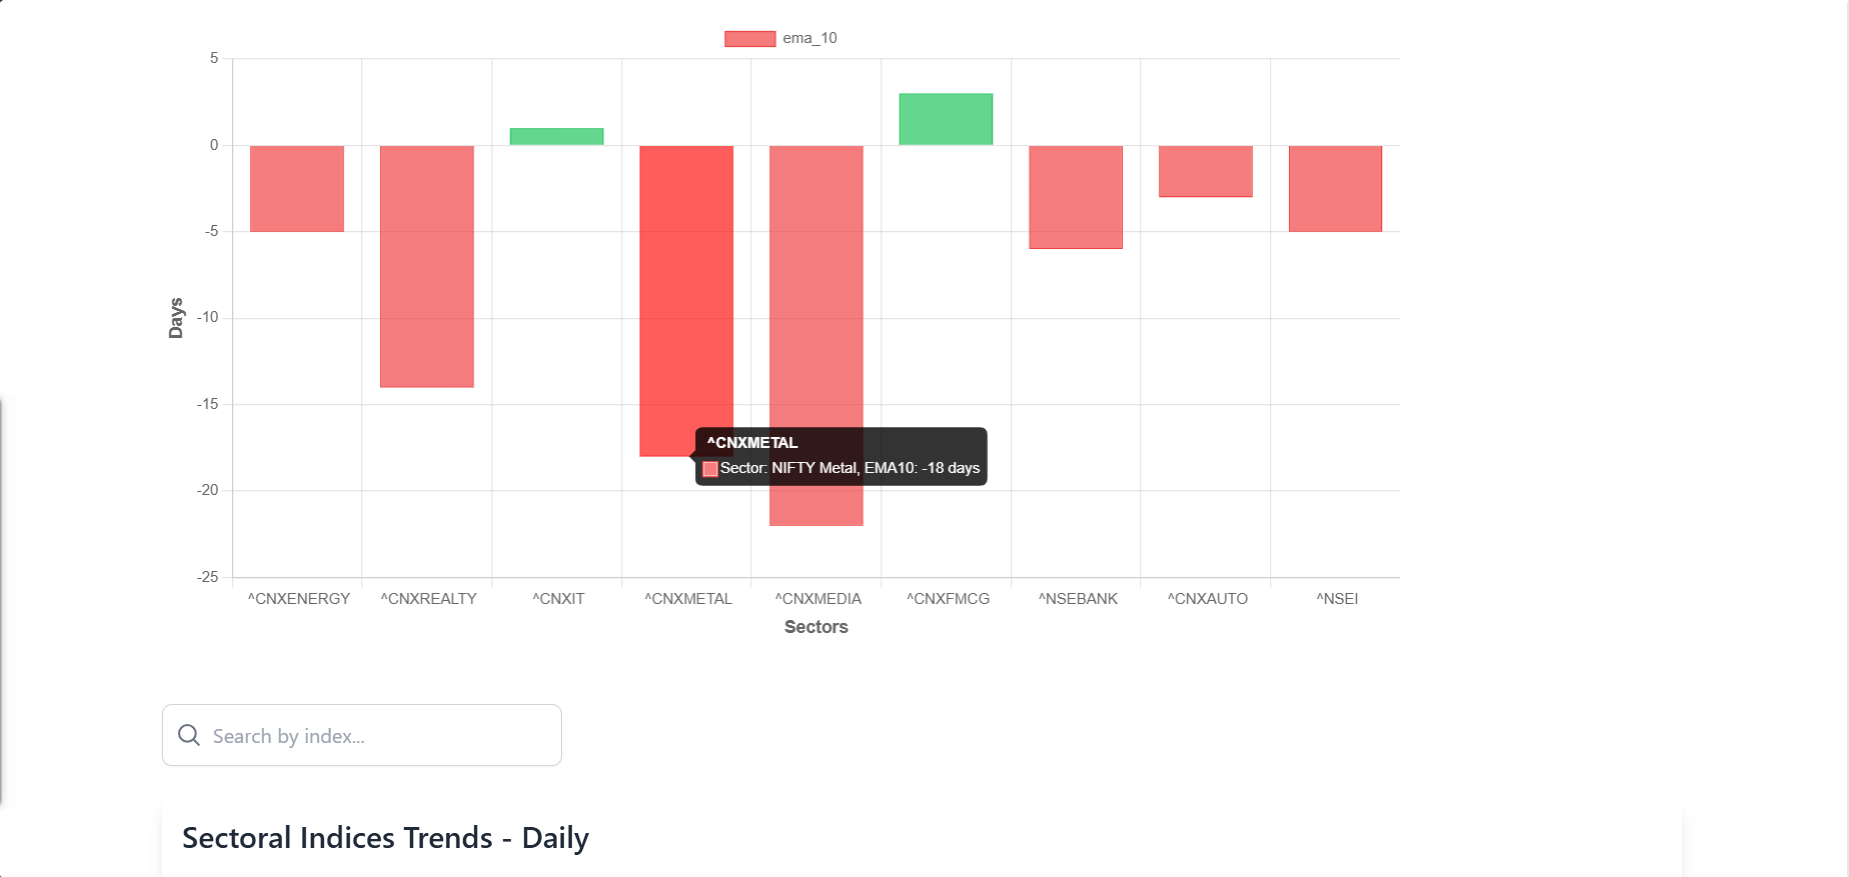 ema_10
5
0
-5
-10
-15
-20
-25
Days
^CNXMETAL
Sector: NIFTY Metal, EMA10: -18 days
^CNXENERGY ^CNXREALTY ^CNXIT ^CNXMETAL ^CNXMEDIA ^CNXFMCG ^NSEBANK ^CNXAUTO ^NSEI
Sectors
Search by index...
Sectoral Indices Trends - Daily